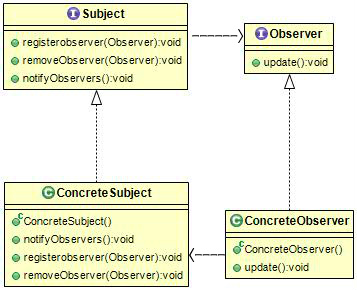 Subject
registerobserver(Observer):void
removeObserver(Observer):void
notifyObservers():void
Observer
update():void
ConcreteSubject
ConcreteSubject()
notifyObservers():void
registerobserver(Observer):void
removeObserver(Observer):void
ConcreteObserver
ConcreteObserver()
update():void